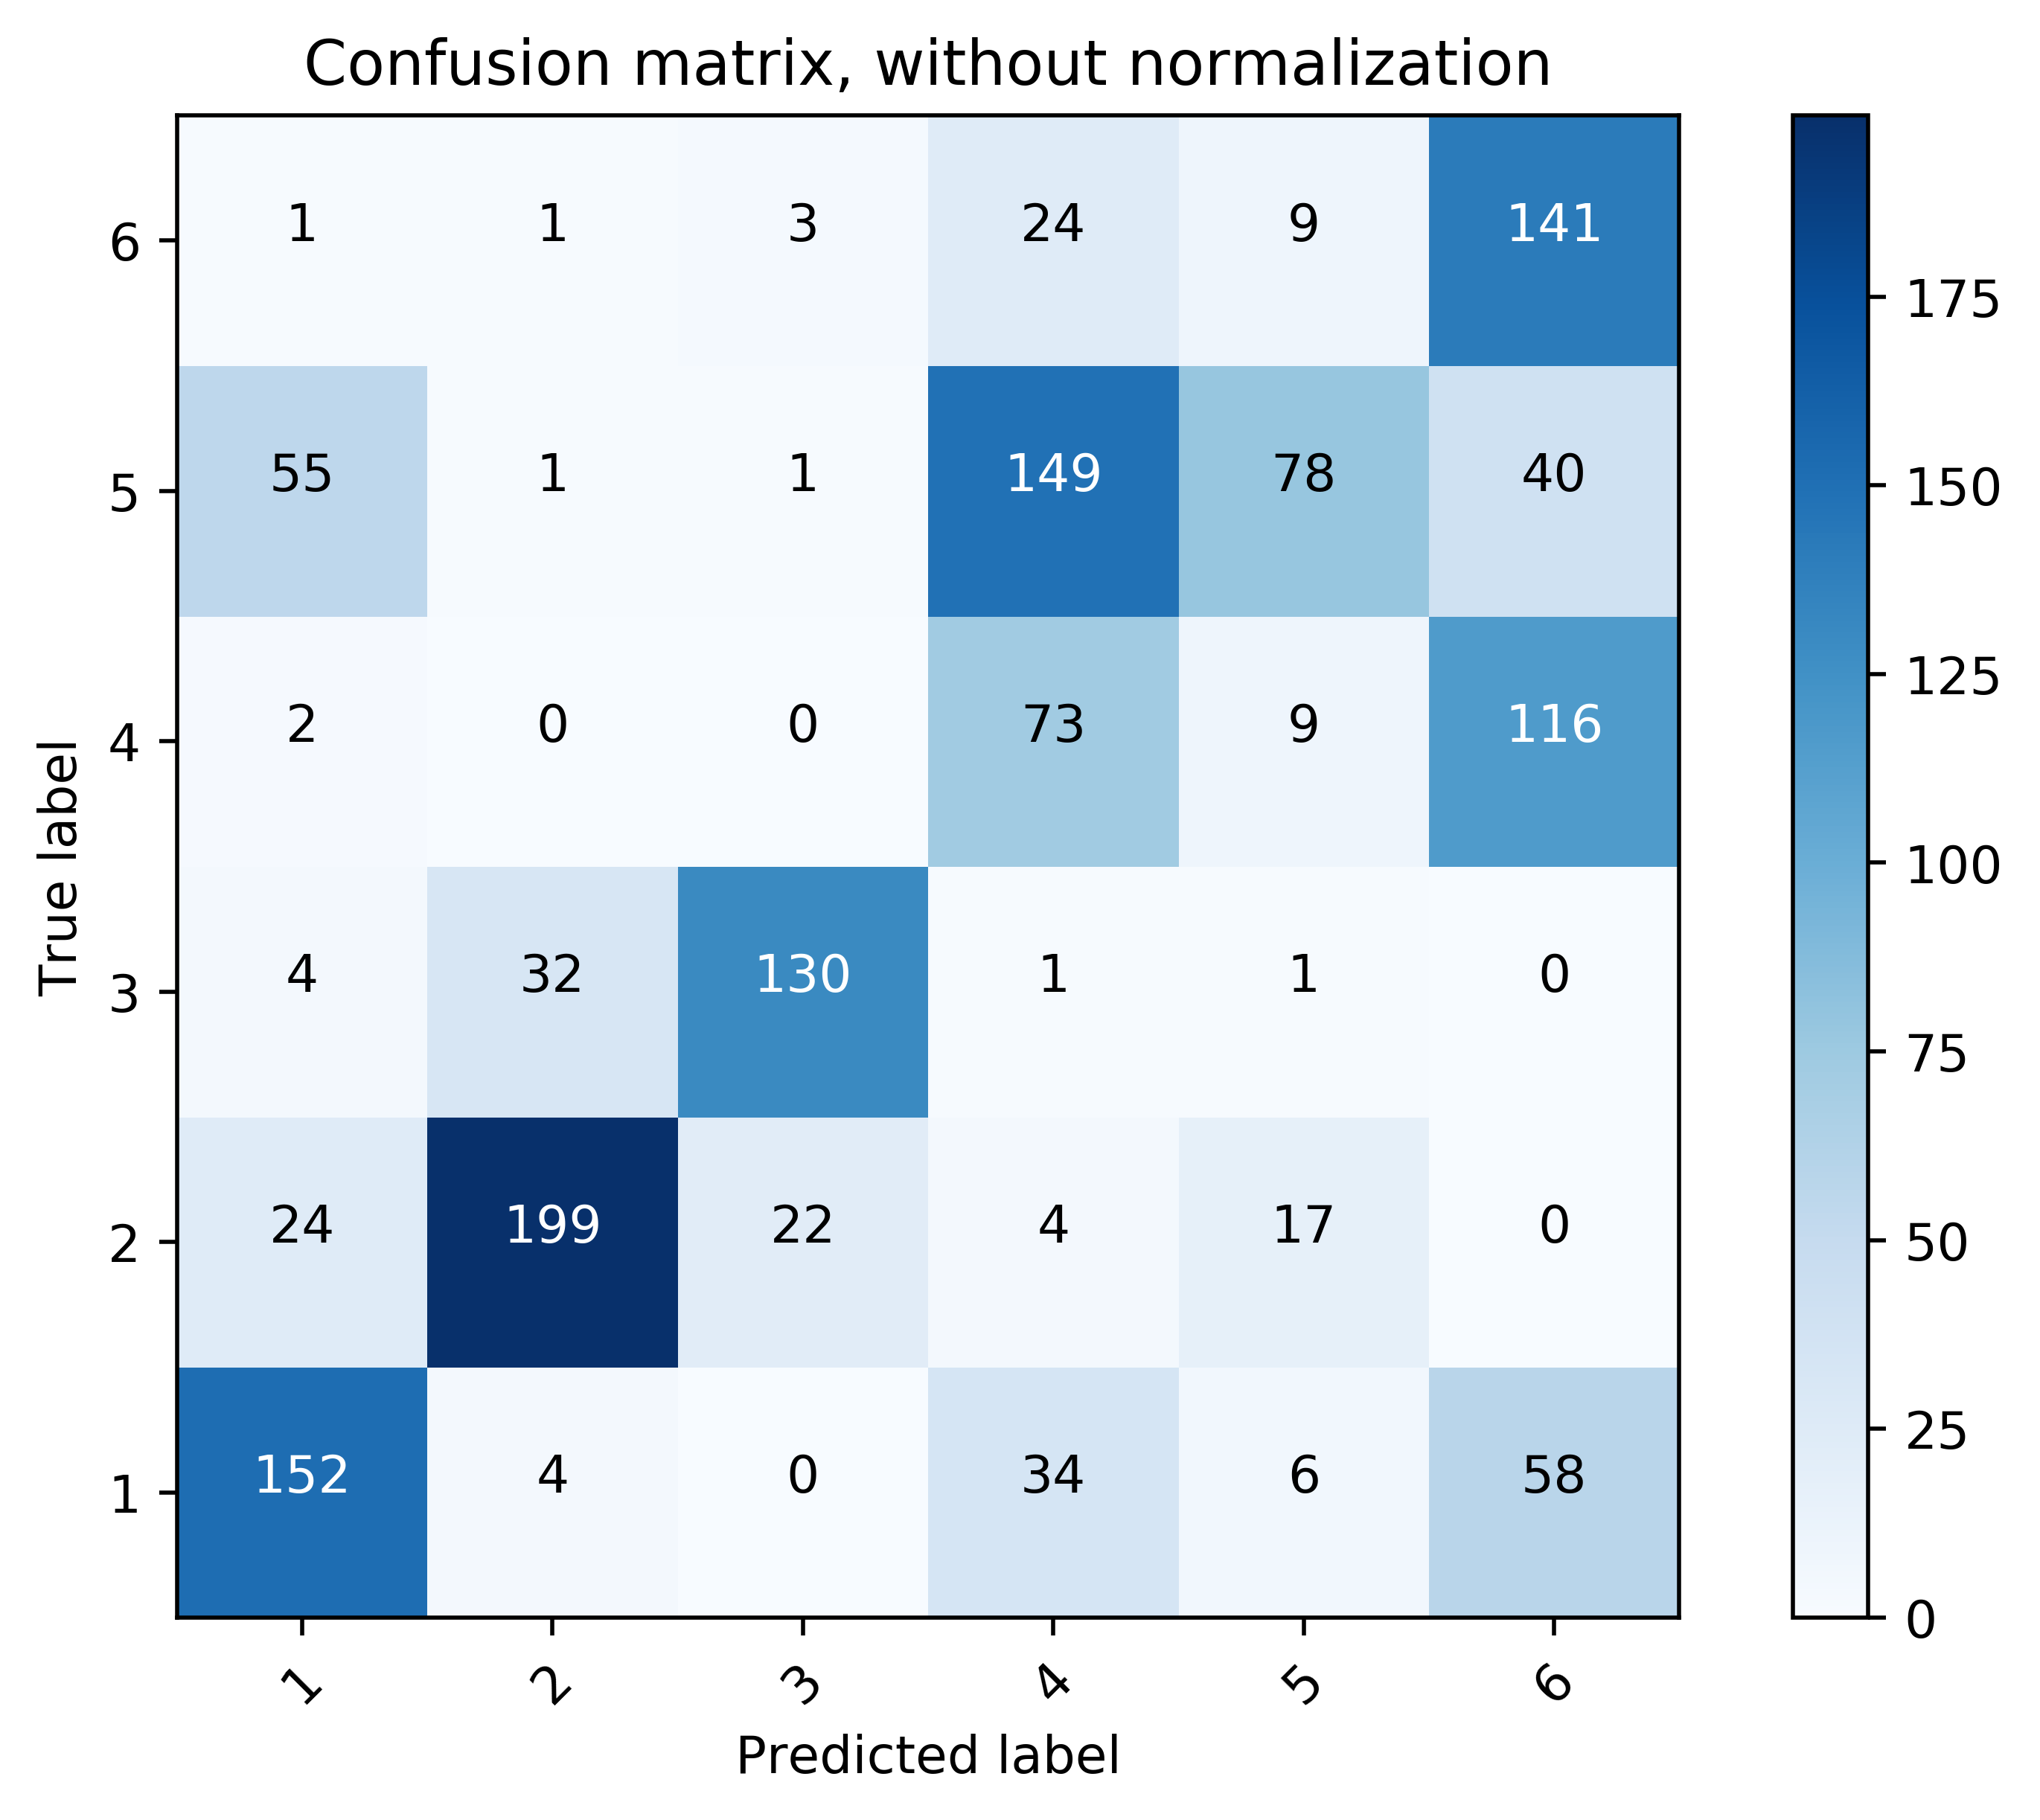 Confusion matrix, without normalization
6 1 1 3 24 9 141
5 55 1 1 149 78 40
4 2 0 0 73 9 116
3 4 32 130 1 1 0
2 24 199 22 4 17 0
1 152 4 0 34 6 58
1 2 3 4 5 6
Predicted label
True label
175
150
125
100
75
50
25
0